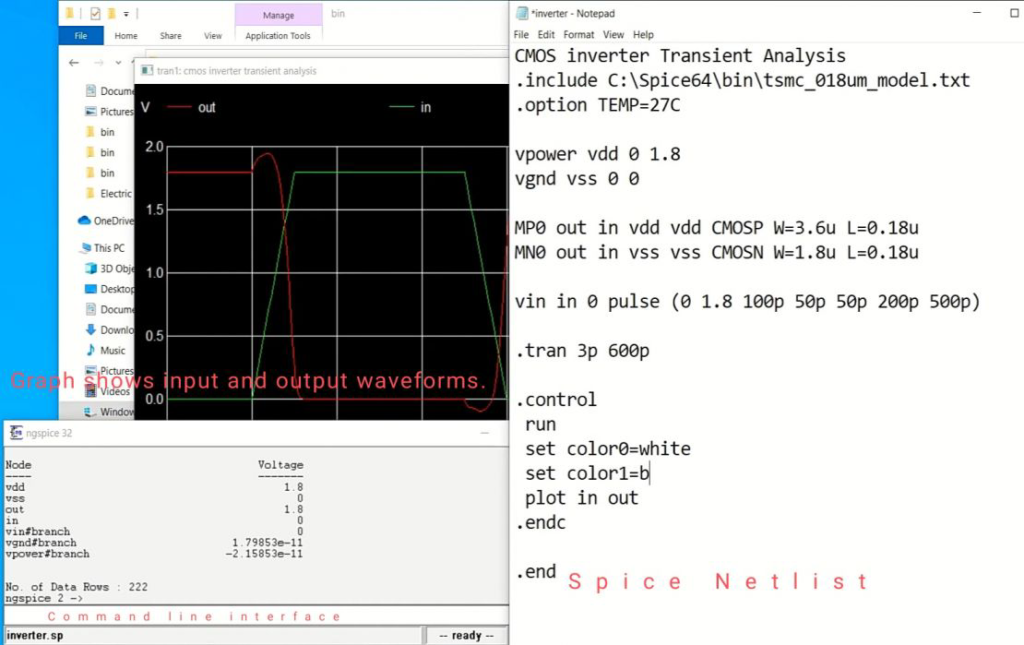 Manage
bin
File
Home
Share
View
Application Tools
Docume
Pictures
bin
bin
bin
Electric
OneDrive
This PC
3D Obje
Desktop
Docume
Downlo
Music
Pictures
Videos
Window
tran1: cmos inverter transient analysis
V
out
in
2.0
1.5
1.0
0.5
0.0
Graph shows input and output waveforms.
ngspice 32
Node Voltage
---- -------
vdd 1.8
vss 0
out 1.8
in 0
vin#branch 0
vgnd#branch 1.79853e-11
vpower#branch -2.15853e-11
No. of Data Rows : 222
ngspice 2 ->
Command line interface
inverter.sp
-- ready --
*inverter - Notepad
File Edit Format View Help
CMOS inverter Transient Analysis
.include C:\Spice64\bin\tsmc_018um_model.txt
.option TEMP=27C
vpower vdd 0 1.8
vgnd vss 0 0
MP0 out in vdd vdd CMOSP W=3.6u L=0.18u
MN0 out in vss vss CMOSN W=1.8u L=0.18u
vin in 0 pulse (0 1.8 100p 50p 50p 200p 500p)
.tran 3p 600p
.control
run
set color0=white
set color1=b
plot in out
.endc
.end
Spice Netlist